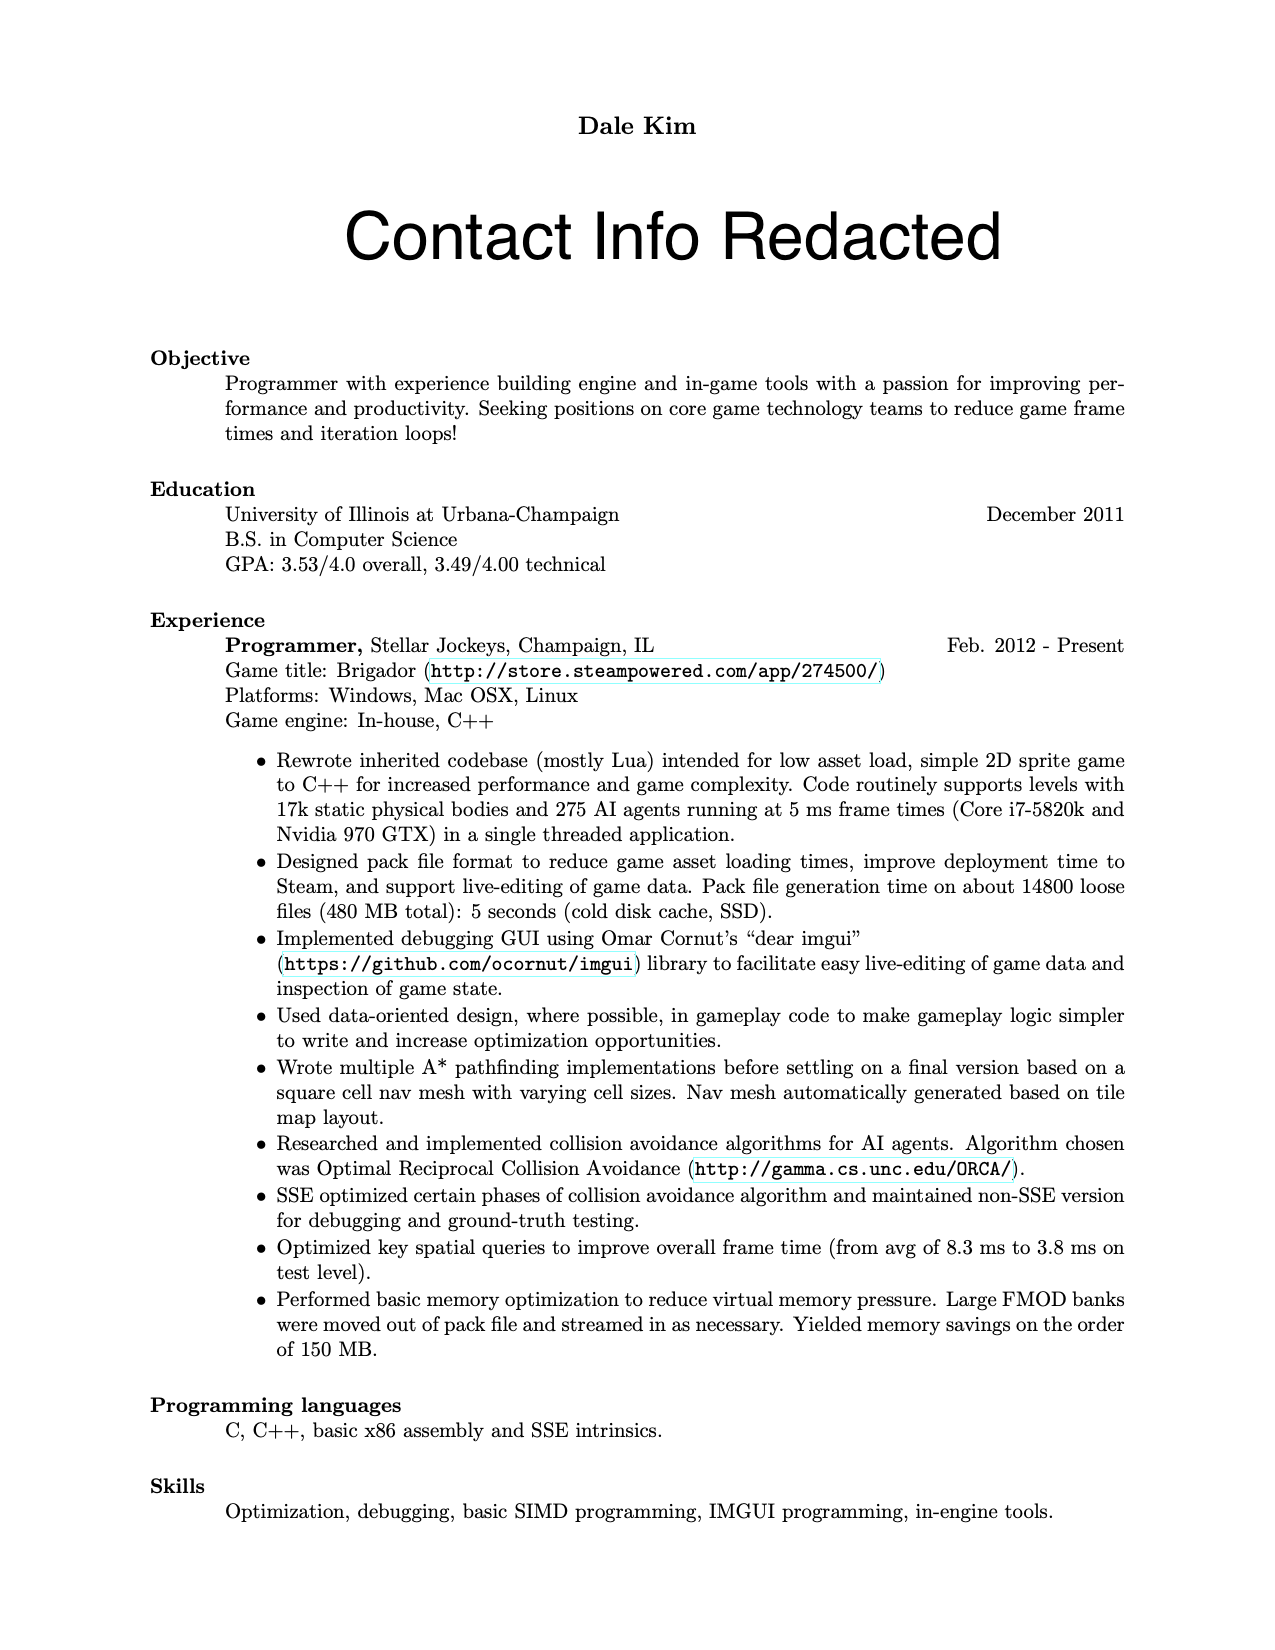 Dale Kim
Contact Info Redacted
Objective
Programmer with experience building engine and in-game tools with a passion for improving per-
formance and productivity. Seeking positions on core game technology teams to reduce game frame
times and iteration loops!
Education
University of Illinois at Urbana-Champaign December 2011
B.S. in Computer Science
GPA: 3.53/4.0 overall, 3.49/4.00 technical
Experience
Programmer, Stellar Jockeys, Champaign, IL Feb. 2012 - Present
Game title: Brigador (http://store.steampowered.com/app/274500/)
Platforms: Windows, Mac OSX, Linux
Game engine: In-house, C++
• Rewrote inherited codebase (mostly Lua) intended for low asset load, simple 2D sprite game
to C++ for increased performance and game complexity. Code routinely supports levels with
17k static physical bodies and 275 AI agents running at 5 ms frame times (Core i7-5820k and
Nvidia 970 GTX) in a single threaded application.
• Designed pack file format to reduce game asset loading times, improve deployment time to
Steam, and support live-editing of game data. Pack file generation time on about 14800 loose
files (480 MB total): 5 seconds (cold disk cache, SSD).
• Implemented debugging GUI using Omar Cornut's “dear imgui”
(https://github.com/ocornut/imgui) library to facilitate easy live-editing of game data and
inspection of game state.
• Used data-oriented design, where possible, in gameplay code to make gameplay logic simpler
to write and increase optimization opportunities.
• Wrote multiple A* pathfinding implementations before settling on a final version based on a
square cell nav mesh with varying cell sizes. Nav mesh automatically generated based on tile
map layout.
• Researched and implemented collision avoidance algorithms for AI agents. Algorithm chosen
was Optimal Reciprocal Collision Avoidance (http://gamma.cs.unc.edu/ORCA/).
• SSE optimized certain phases of collision avoidance algorithm and maintained non-SSE version
for debugging and ground-truth testing.
• Optimized key spatial queries to improve overall frame time (from avg of 8.3 ms to 3.8 ms on
test level).
• Performed basic memory optimization to reduce virtual memory pressure. Large FMOD banks
were moved out of pack file and streamed in as necessary. Yielded memory savings on the order
of 150 MB.
Programming languages
C, C++, basic x86 assembly and SSE intrinsics.
Skills
Optimization, debugging, basic SIMD programming, IMGUI programming, in-engine tools.